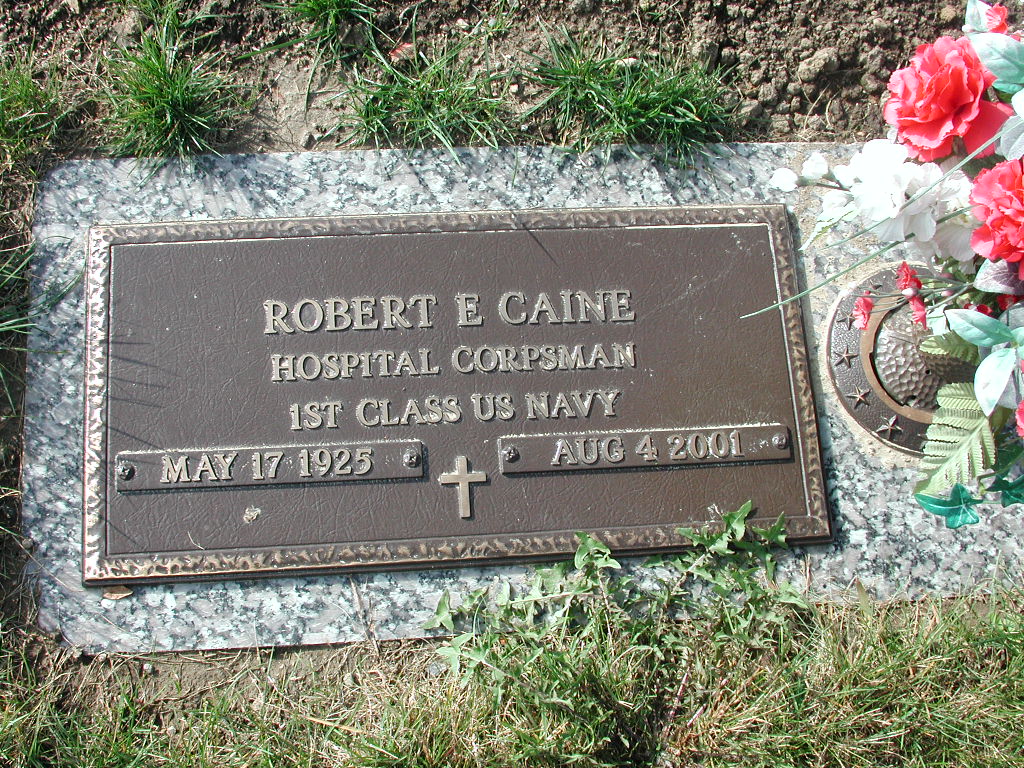 ROBERT E CAINE
HOSPITAL CORPSMAN
1ST CLASS US NAVY
MAY 17 1925 AUG 4 2001